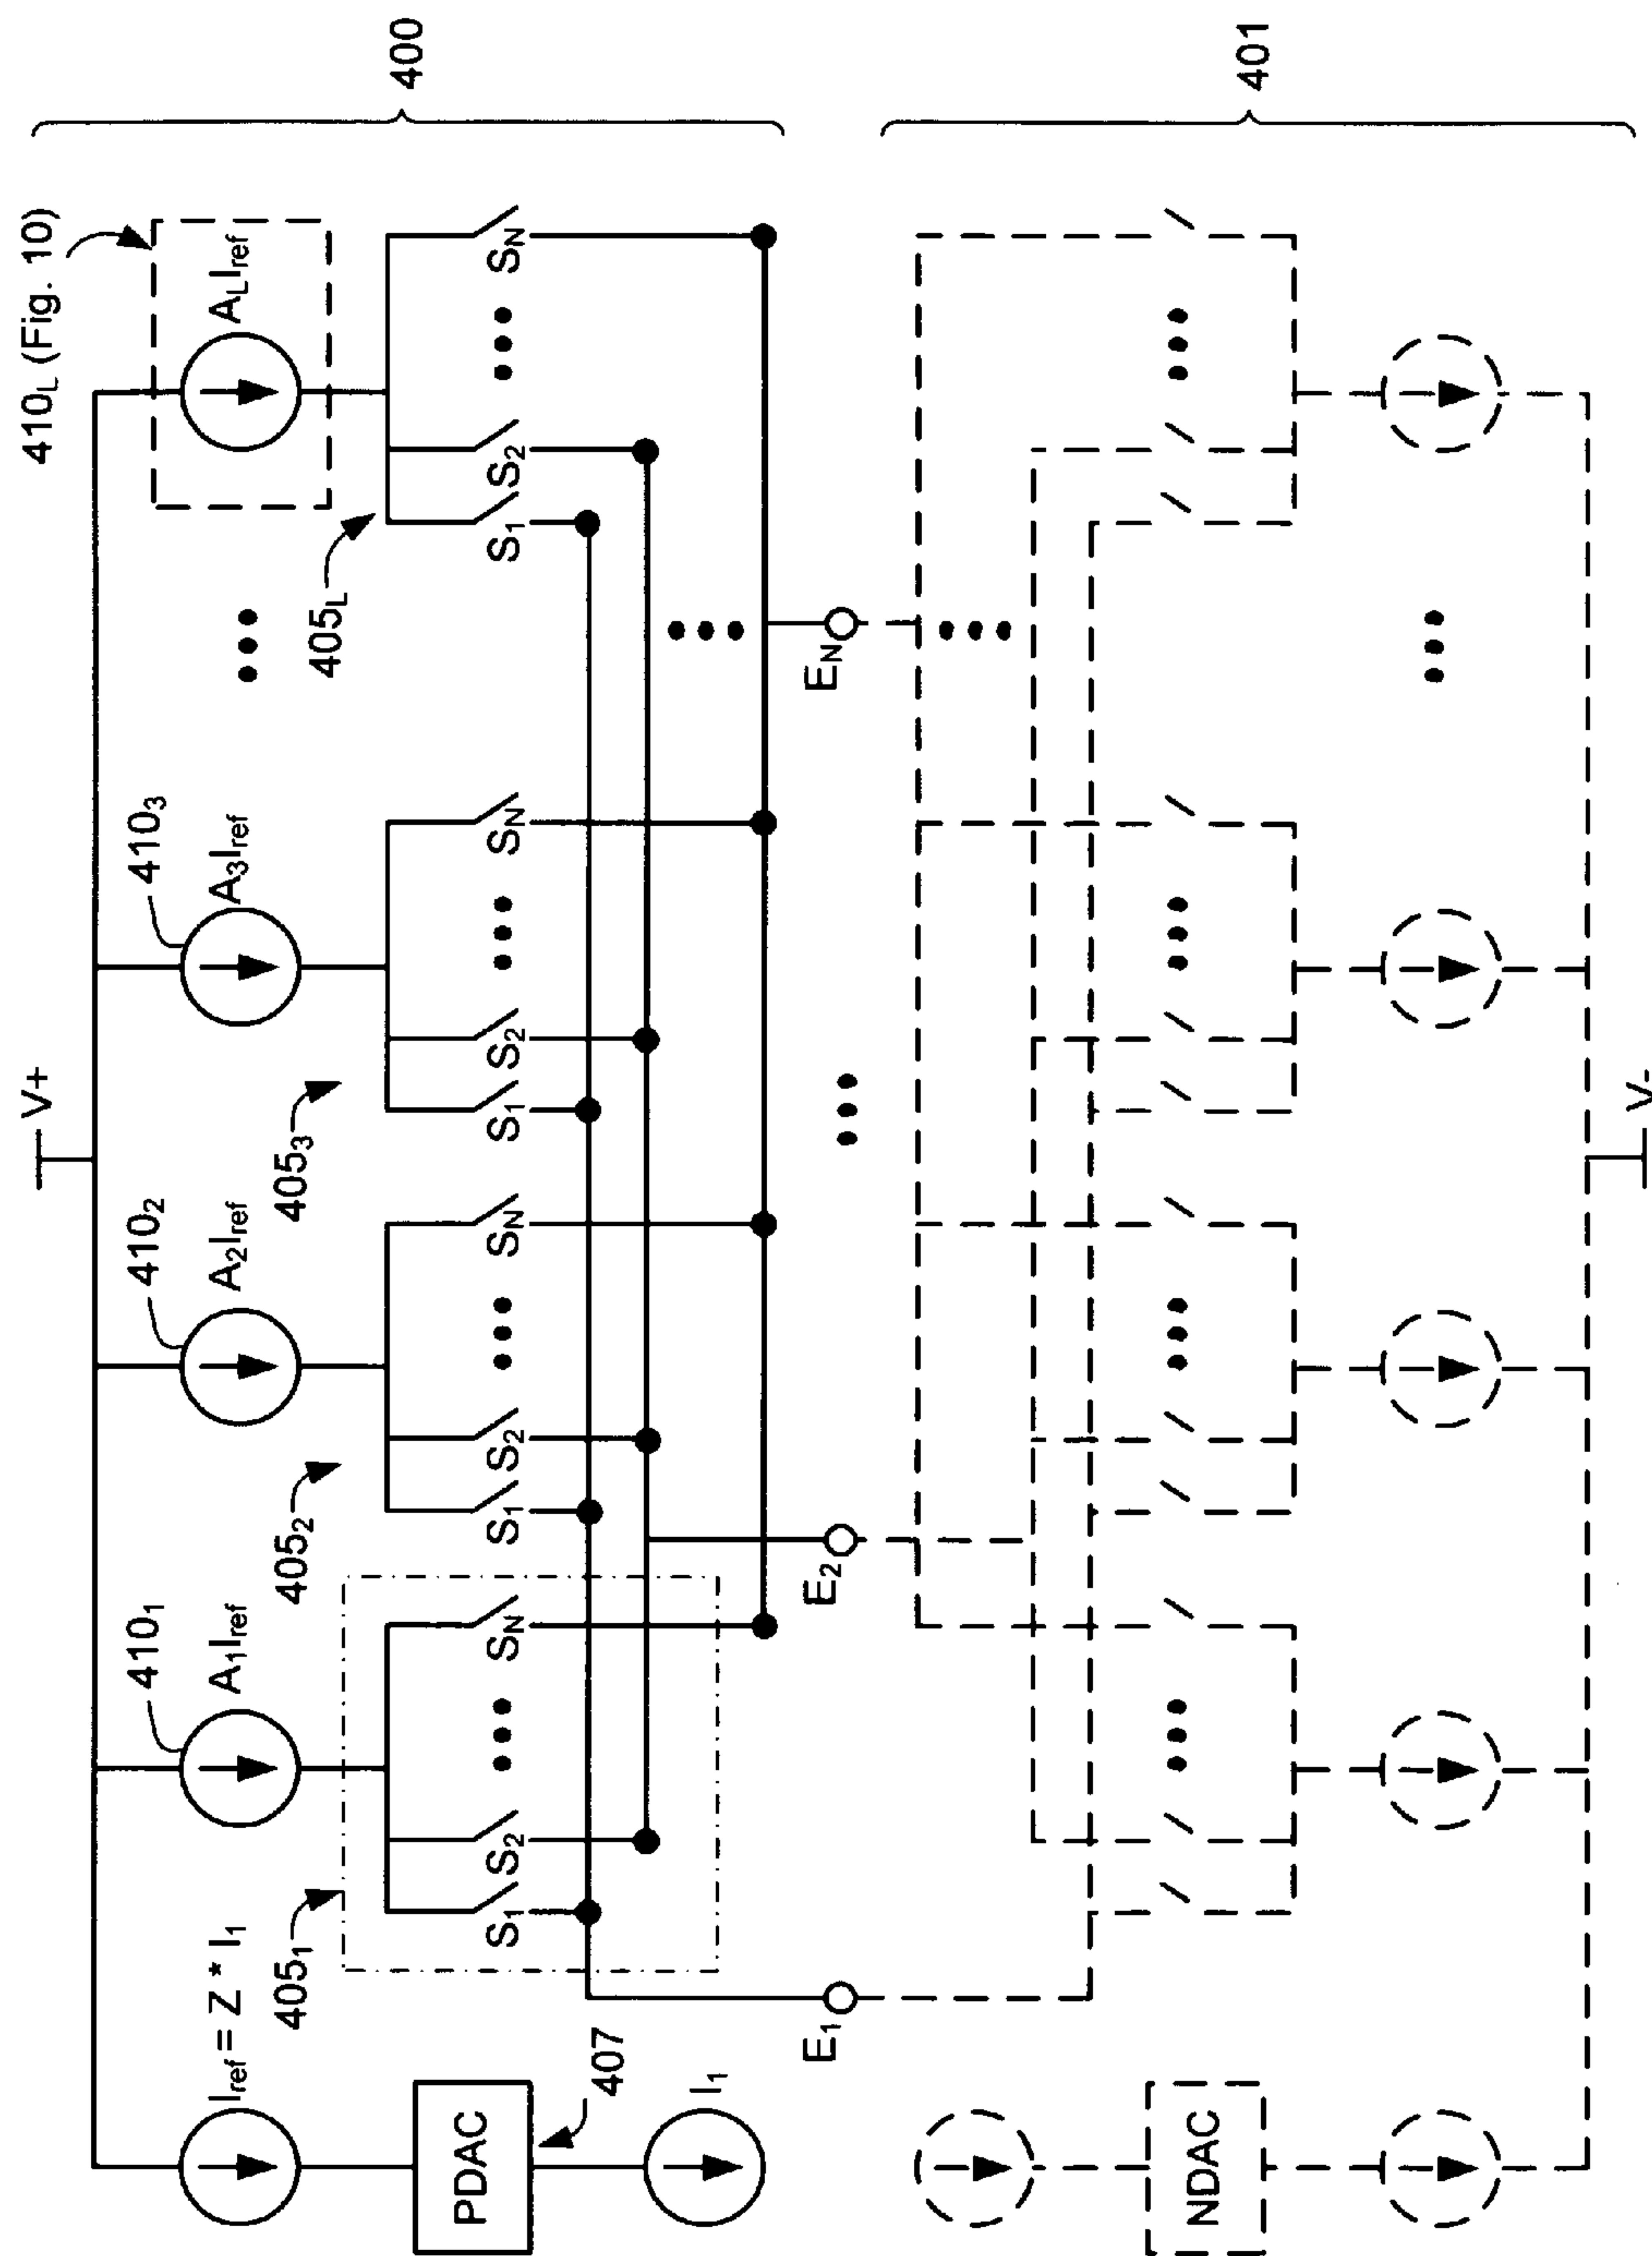 V+
410₁
410₂
410₃
410L (Fig. 10)
Iref = Z * I₁
A₁Iref
A₂Iref
A₃Iref
ALIref
405₁
405₂
405₃
405L
400
PDAC
407
I₁
S₁ S₂ SN
S₁ S₂ SN
S₁ S₂ SN
S₁ S₂ SN
E₁
E₂
EN
401
NDAC
V-